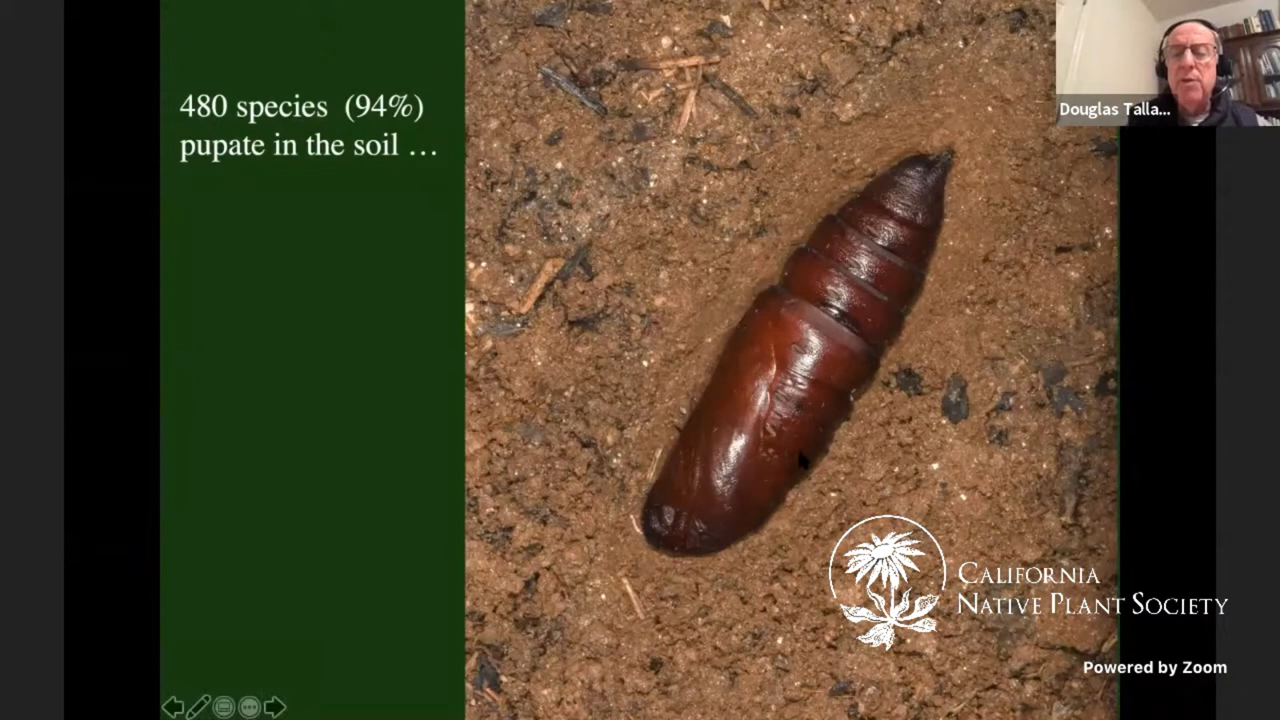 480 species (94%)
pupate in the soil …
Douglas Talla...
CALIFORNIA
NATIVE PLANT SOCIETY
Powered by Zoom